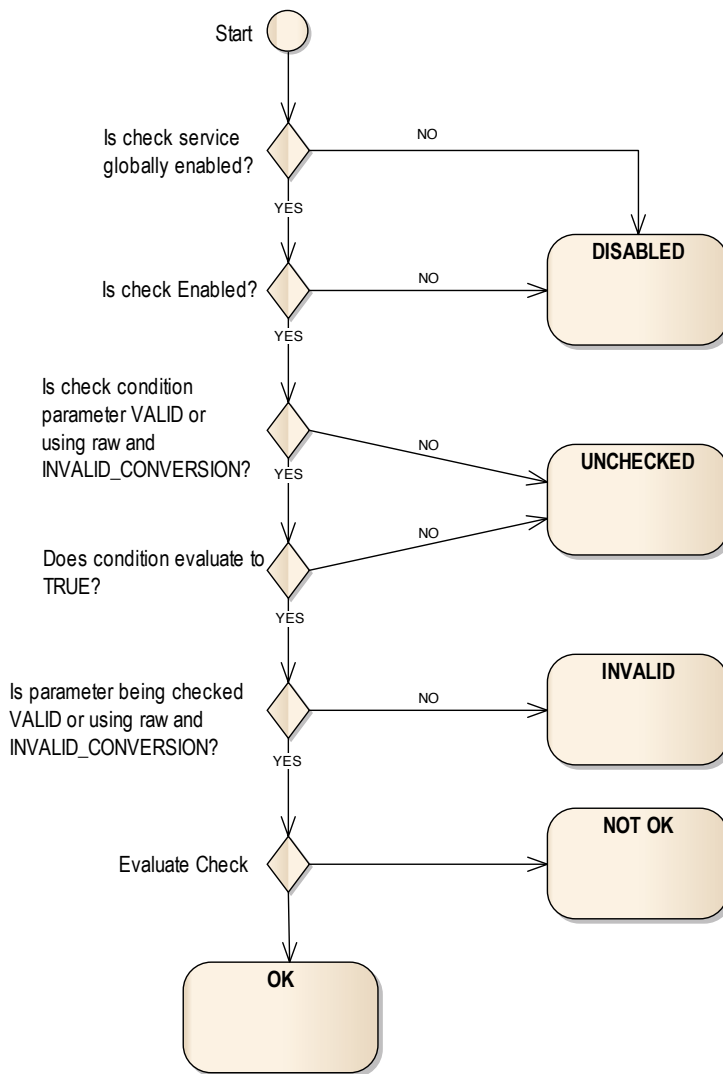 Start
Is check service
globally enabled?
NO
YES
DISABLED
Is check Enabled?
NO
YES
Is check condition
parameter VALID or
using raw and
INVALID_CONVERSION?
NO
YES
UNCHECKED
Does condition evaluate to
TRUE?
NO
YES
Is parameter being checked
VALID or using raw and
INVALID_CONVERSION?
NO
YES
INVALID
Evaluate Check
NOT OK
OK